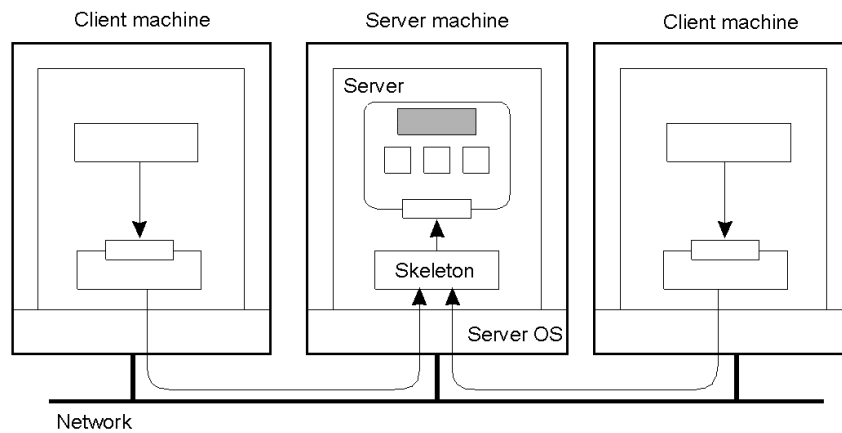 Client machine
Server machine
Client machine
Server
Skeleton
Server OS
Network